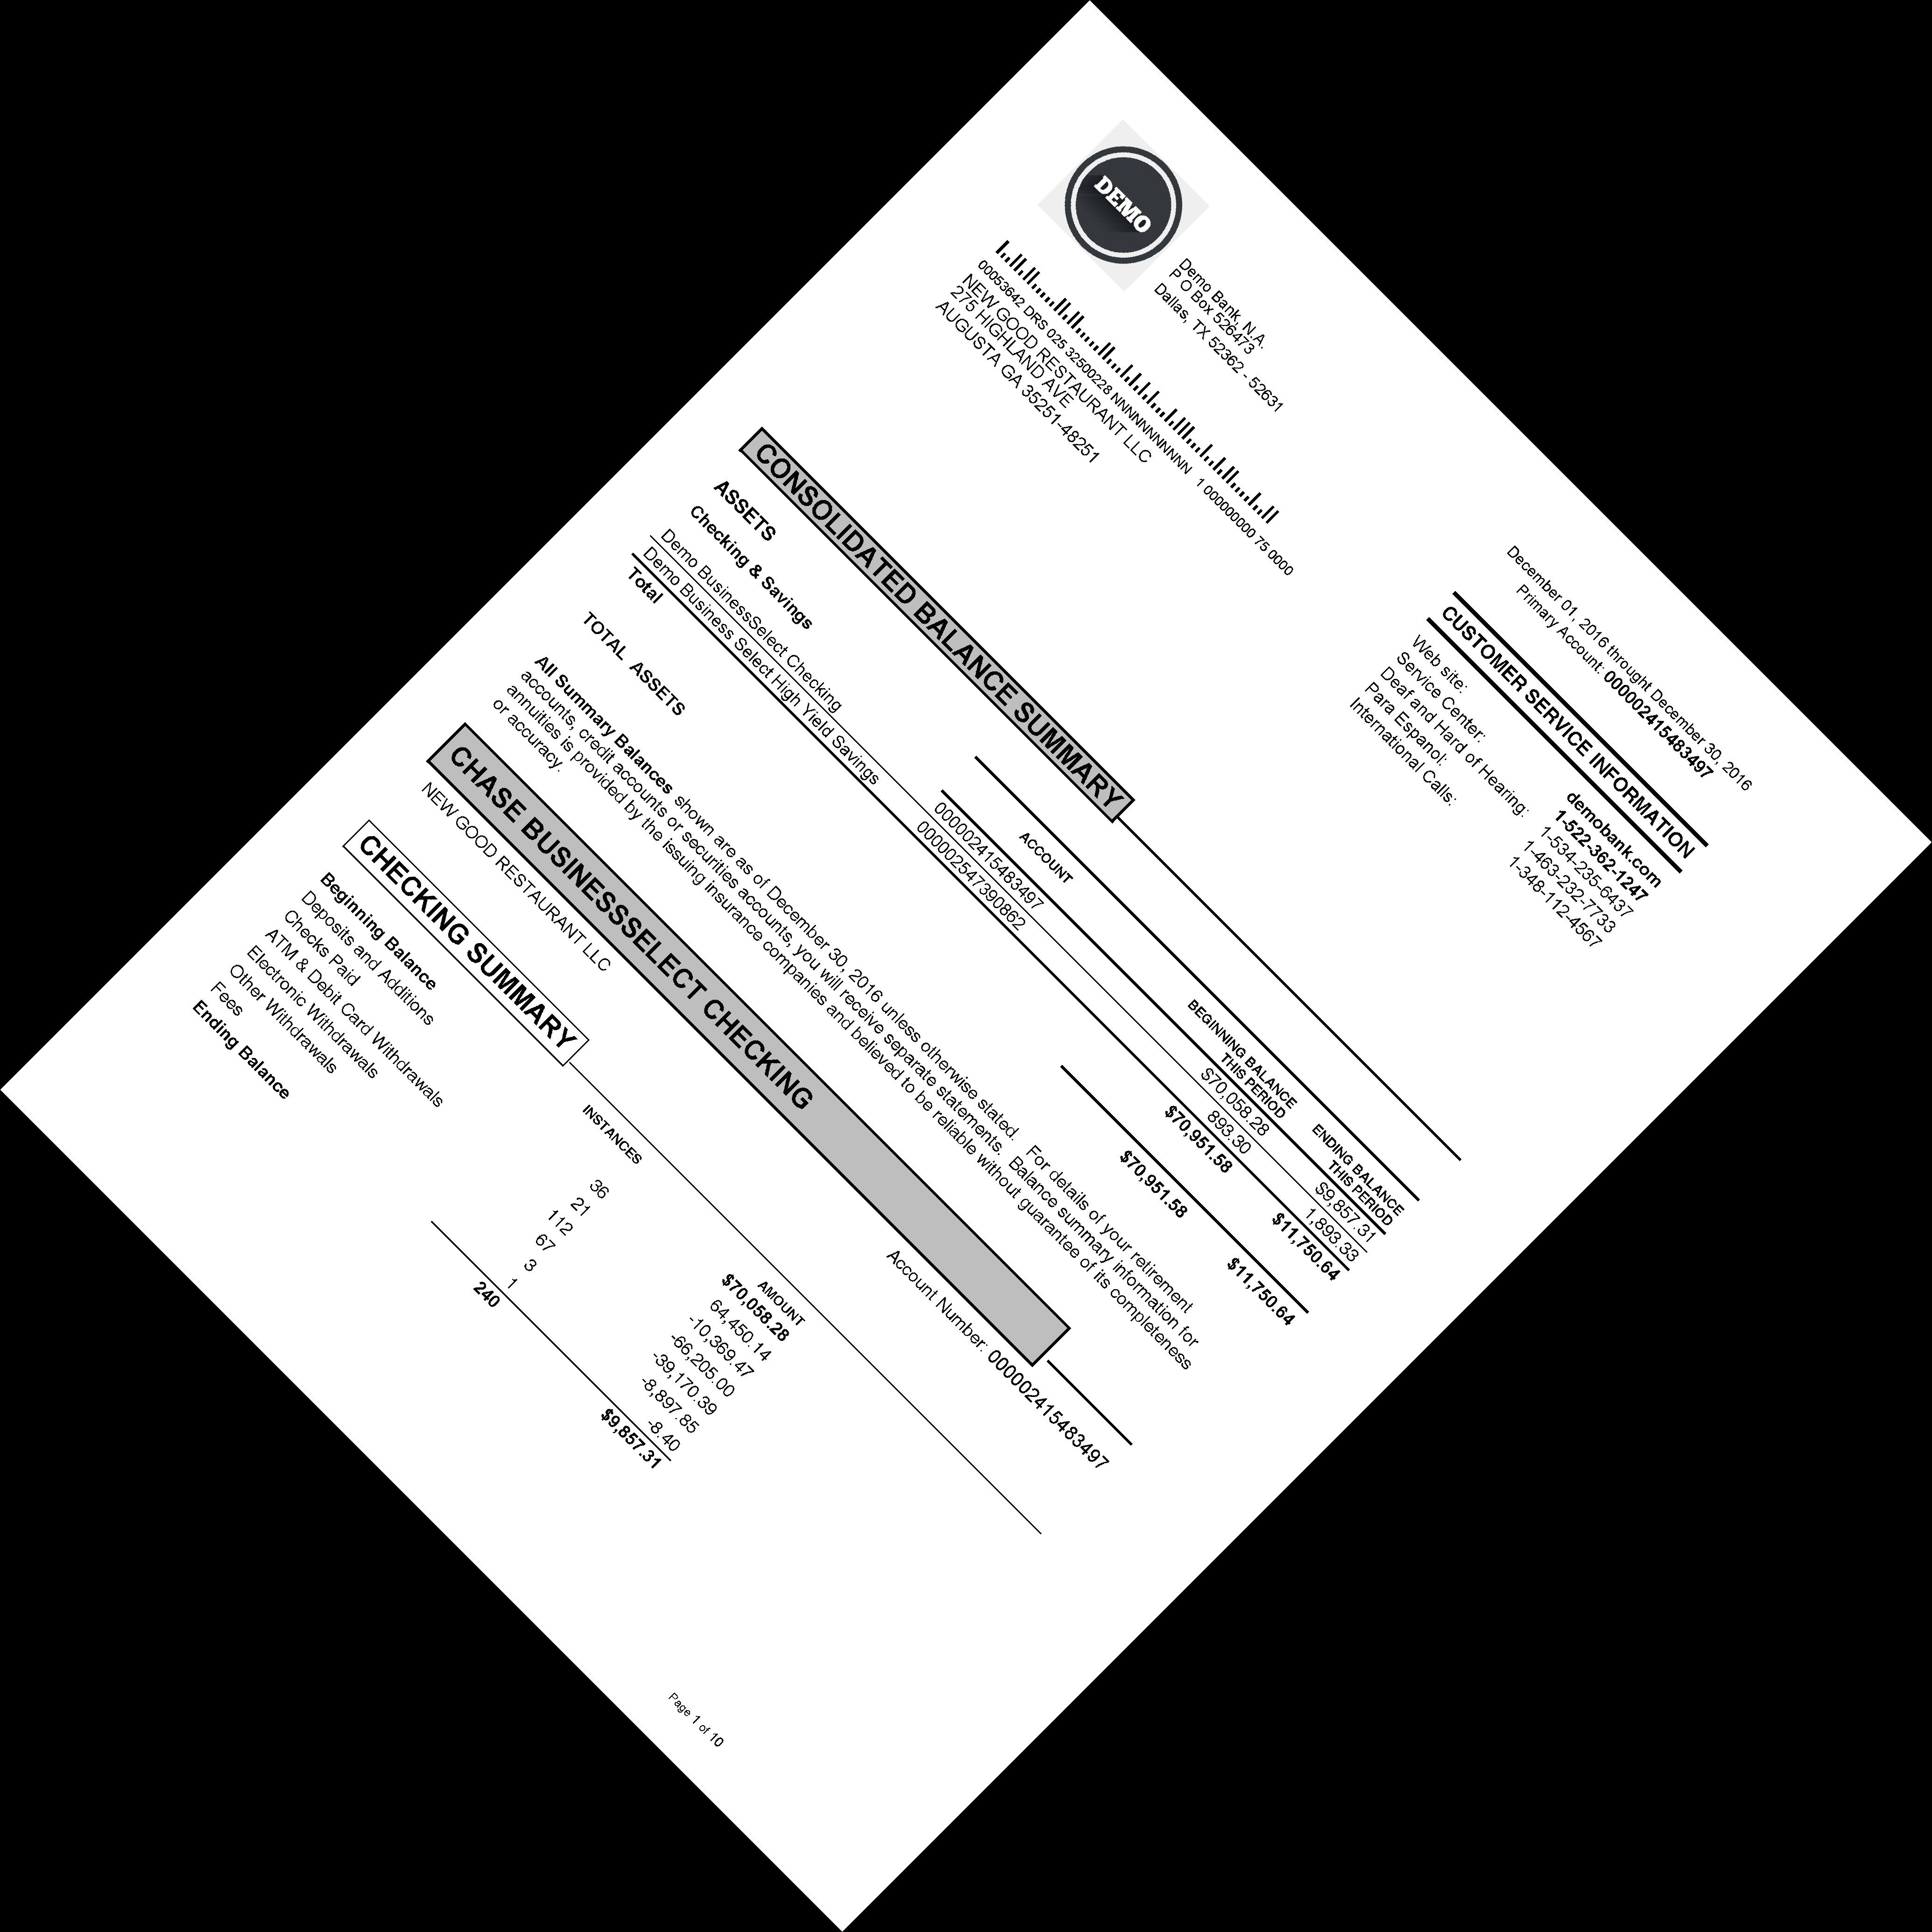 DEMO
Demo Bank, N.A.
P O Box 526473
Dallas, TX 52362 - 52631
December 01, 2016 throught December 30, 2016
Primary Account: 000002415483497
00053642 DRS 025 32500228 NNNNNNNNNNN 1 000000000 75 0000
NEW GOOD RESTAURANT LLC
275 HIGHLAND AVE
AUGUSTA GA 35251-48251
CUSTOMER SERVICE INFORMATION
Web site: demobank.com
Service Center: 1-522-362-1247
Deaf and Hard of Hearing: 1-534-235-6437
Para Espanol: 1-463-232-7733
International Calls: 1-348-112-4567
CONSOLIDATED BALANCE SUMMARY
ASSETS
Checking & Savings ACCOUNT BEGINNING BALANCE THIS PERIOD ENDING BALANCE THIS PERIOD
Demo BusinessSelect Checking 000002415483497 $70,058.28 $9,857.31
Demo Business Select High Yield Savings 000002547390862 893.30 1,893.33
Total $70,951.58 $11,750.64
TOTAL ASSETS $70,951.58 $11,750.64
All Summary Balances shown are as of December 30, 2016 unless otherwise stated. For details of your retirement
accounts, credit accounts or securities accounts, you will receive separate statements. Balance summary information for
annuities is provided by the issuing insurance companies and believed to be reliable without guarantee of its completeness
or accuracy.
CHASE BUSINESSSELECT CHECKING
NEW GOOD RESTAURANT LLC Account Number: 000002415483497
CHECKING SUMMARY
INSTANCES AMOUNT
Beginning Balance $70,058.28
Deposits and Additions 36 64,450.14
Checks Paid 21 -10,369.47
ATM & Debit Card Withdrawals 112 -66,205.00
Electronic Withdrawals 67 -39,170.39
Other Withdrawals 3 -8,897.85
Fees 1 -8.40
Ending Balance 240 $9,857.31
Page 1 of 10